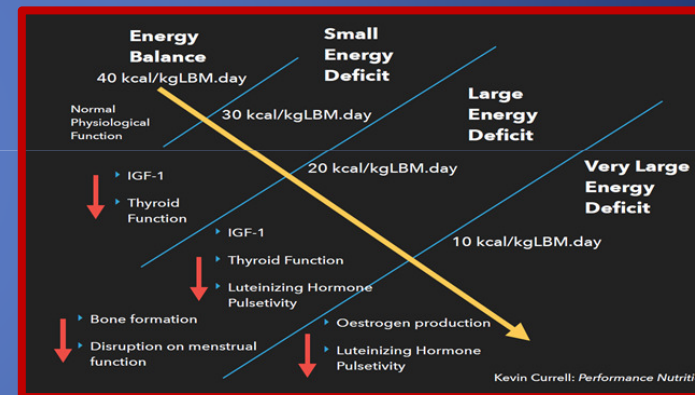 Energy
Balance
40 kcal/kgLBM.day
Small
Energy
Deficit
Normal
Physiological
Function
30 kcal/kgLBM.day
Large
Energy
Deficit
IGF-1
Thyroid
Function
20 kcal/kgLBM.day
Very Large
Energy
Deficit
IGF-1
Thyroid Function
Luteinizing Hormone
Pulsetivity
10 kcal/kgLBM.day
Bone formation
Disruption on menstrual
function
Oestrogen production
Luteinizing Hormone
Pulsetivity
Kevin Currell: Performance Nutriti